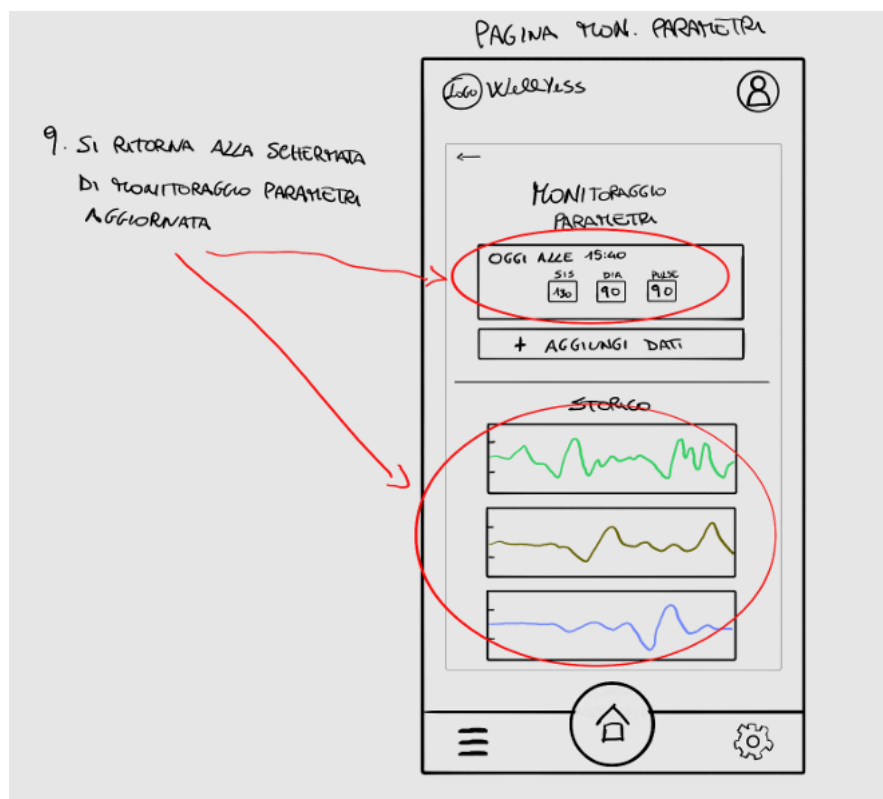 PAGINA MON. PARAMETRI
LOGO WellYess
9. SI RITORNA ALLA SCHERMATA
DI MONITORAGGIO PARAMETRI
AGGIORNATA
MONITORAGGIO
PARAMETRI
OGGI ALLE 15:40
SIS DIA PULSE
130 90 90
+ AGGIUNGI DATI
STORICO